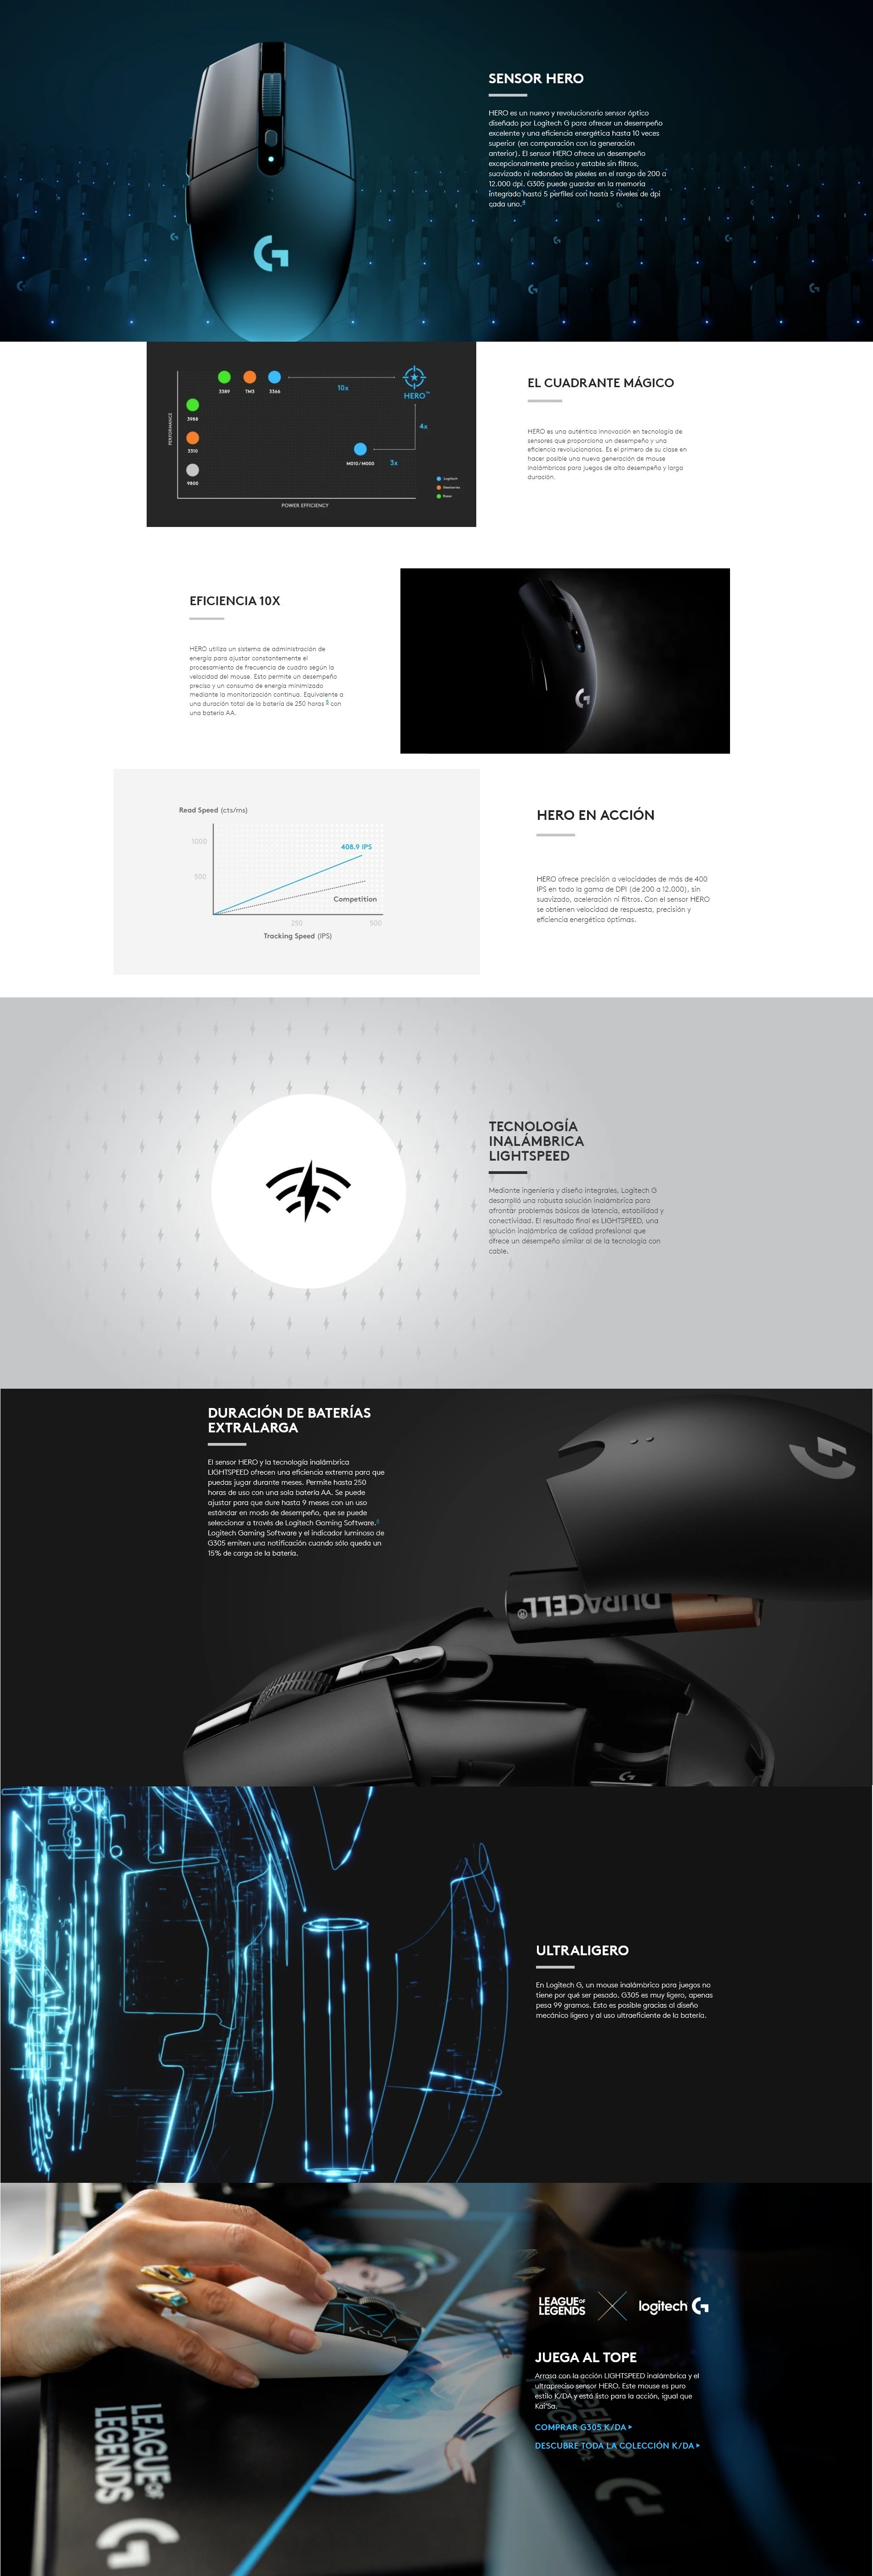 SENSOR HERO
HERO es un nuevo y revolucionario sensor óptico
diseñado por Logitech G para ofrecer un desempeño
excelente y una eficiencia energética hasta 10 veces
superior (en comparación con la generación
anterior). El sensor HERO ofrece un desempeño
excepcionalmente preciso y estable sin filtros,
suavizado ni redondeo de píxeles en el rango de 200 a
12.000 dpi. G305 puede guardar en la memoria
integrada hasta 5 perfiles con hasta 5 niveles de dpi
cada uno.
PERFORMANCE
3389
TM3
3366
10x
HERO™
3988
4x
3310
M010/M000
3x
9800
Logitech
Steelseries
Razer
POWER EFFICIENCY
EL CUADRANTE MÁGICO
HERO es una auténtica innovación en tecnología de
sensores que proporciona un desempeño y una
eficiencia revolucionarios. Es el primero de su clase en
hacer posible una nueva generación de mouse
inalámbricos para juegos de alto desempeño y larga
duración.
EFICIENCIA 10X
HERO utiliza un sistema de administración de
energía para ajustar constantemente el
procesamiento de frecuencia de cuadro según la
velocidad del mouse. Esto permite un desempeño
preciso y un consumo de energía minimizado
mediante la monitorización continua. Equivalente a
una duración total de la batería de 250 horas con
una batería AA.
Read Speed (cts/ms)
1000
408.9 IPS
500
Competition
250
500
Tracking Speed (IPS)
HERO EN ACCIÓN
HERO ofrece precisión a velocidades de más de 400
IPS en todo la gama de DPI (de 200 a 12.000), sin
suavizado, aceleración ni filtros. Con el sensor HERO
se obtienen velocidad de respuesta, precisión y
eficiencia energética óptimas.
TECNOLOGÍA
INALÁMBRICA
LIGHTSPEED
Mediante ingeniería y diseño integrales, Logitech G
desarrolló una robusta solución inalámbrica para
afrontar problemas básicos de latencia, estabilidad y
conectividad. El resultado final es LIGHTSPEED, una
solución inalámbrica de calidad profesional que
ofrece un desempeño similar al de la tecnología con
cable.
DURACIÓN DE BATERÍAS
EXTRALARGA
El sensor HERO y la tecnología inalámbrica
LIGHTSPEED ofrecen una eficiencia extrema para que
puedas jugar durante meses. Permite hasta 250
horas de uso con una sola batería AA. Se puede
ajustar para que dure hasta 9 meses con un uso
estándar en modo de desempeño, que se puede
seleccionar a través de Logitech Gaming Software.
Logitech Gaming Software y el indicador luminoso de
G305 emiten una notificación cuando sólo queda un
15% de carga de la batería.
DURACELL
ULTRALIGERO
En Logitech G, un mouse inalámbrico para juegos no
tiene por qué ser pesado. G305 es muy ligero, apenas
pesa 99 gramos. Esto es posible gracias al diseño
mecánico ligero y al uso ultraeficiente de la batería.
LEAGUE OF
LEGENDS
logitech G
JUEGA AL TOPE
Arrasa con la acción LIGHTSPEED inalámbrica y el
ultrapreciso sensor HERO. Este mouse es puro
estilo K/DA y está listo para la acción, igual que
Kai'Sa.
COMPRAR G305 K/DA
DESCUBRE TODA LA COLECCIÓN K/DA
LEAGUE OF
LEGENDS